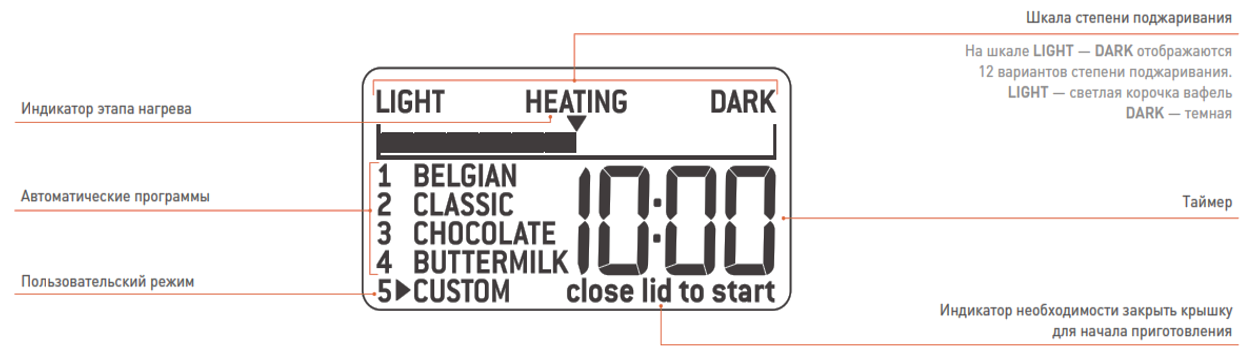 Шкала степени поджаривания
На шкале LIGHT — DARK отображаются
12 вариантов степени поджаривания.
LIGHT — светлая корочка вафель
DARK — темная
Индикатор этапа нагрева
LIGHT HEATING DARK
Автоматические программы
1 BELGIAN
2 CLASSIC
3 CHOCOLATE
4 BUTTERMILK
10:00
Таймер
Пользовательский режим
5 CUSTOM close lid to start
Индикатор необходимости закрыть крышку
для начала приготовления